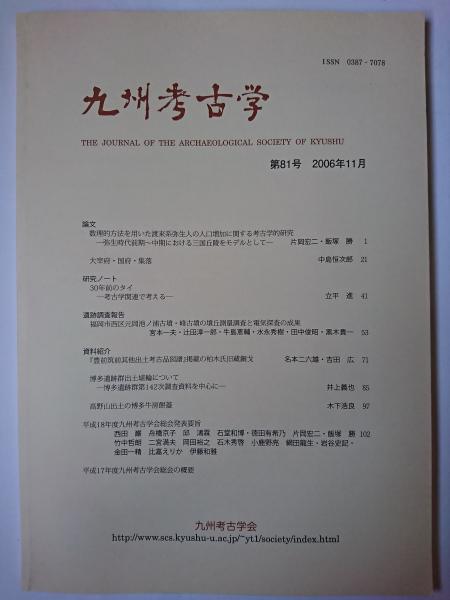 ISSN 0387-7078
九州考古学
THE JOURNAL OF THE ARCHAEOLOGICAL SOCIETY OF KYUSHU
第81号 2006年11月
論文
数理的方法を用いた渡来系弥生人の人口増加に関する考古学的研究
―弥生時代前期~中期における三国丘陵をモデルとして― 片岡宏二・飯塚 勝 1
大宰府・国府・集落 中島恒次郎 21
研究ノート
30年前のタイ
―考古学関連で考える― 立平 進 41
遺跡調査報告
福岡市西区元岡池ノ浦古墳・峰古墳の墳丘測量調査と電気探査の成果
宮本一夫・辻田淳一郎・牛島恵輔・水永秀樹・田中俊昭・黒木貴一 53
資料紹介
『豊前筑前其他出土考古品図譜』掲載の柏木氏旧蔵銅戈 名本二六雄・吉田 広 71
博多遺跡群出土埴輪について
―博多遺跡群第142次調査資料を中心に― 井上義也 85
高野山出土の博多牛房餅蓋 木下浩良 97
平成18年度九州考古学会総会発表要旨
西田 巌 舟橋京子 邱 鴻霖 石堂和博・徳田有希乃 片岡宏二・飯塚 勝 102
竹中哲朗 二宮満夫 岡田裕之 石木秀啓 小鹿野亮 網田龍生・岩谷史記・
金田一精 比嘉えりか 伊藤和雅
平成17年度九州考古学会総会の概要
九州考古学会
http://www.scs.kyushu-u.ac.jp/~yt1/society/index.html